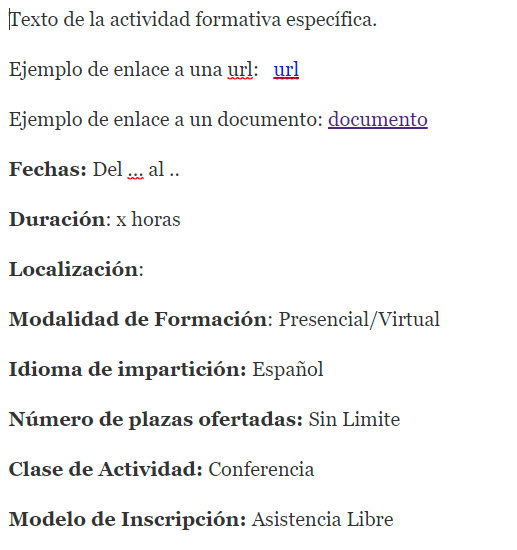 Texto de la actividad formativa específica.
Ejemplo de enlace a una url: url
Ejemplo de enlace a un documento: documento
Fechas: Del ... al ..
Duración: x horas
Localización:
Modalidad de Formación: Presencial/Virtual
Idioma de impartición: Español
Número de plazas ofertadas: Sin Limite
Clase de Actividad: Conferencia
Modelo de Inscripción: Asistencia Libre